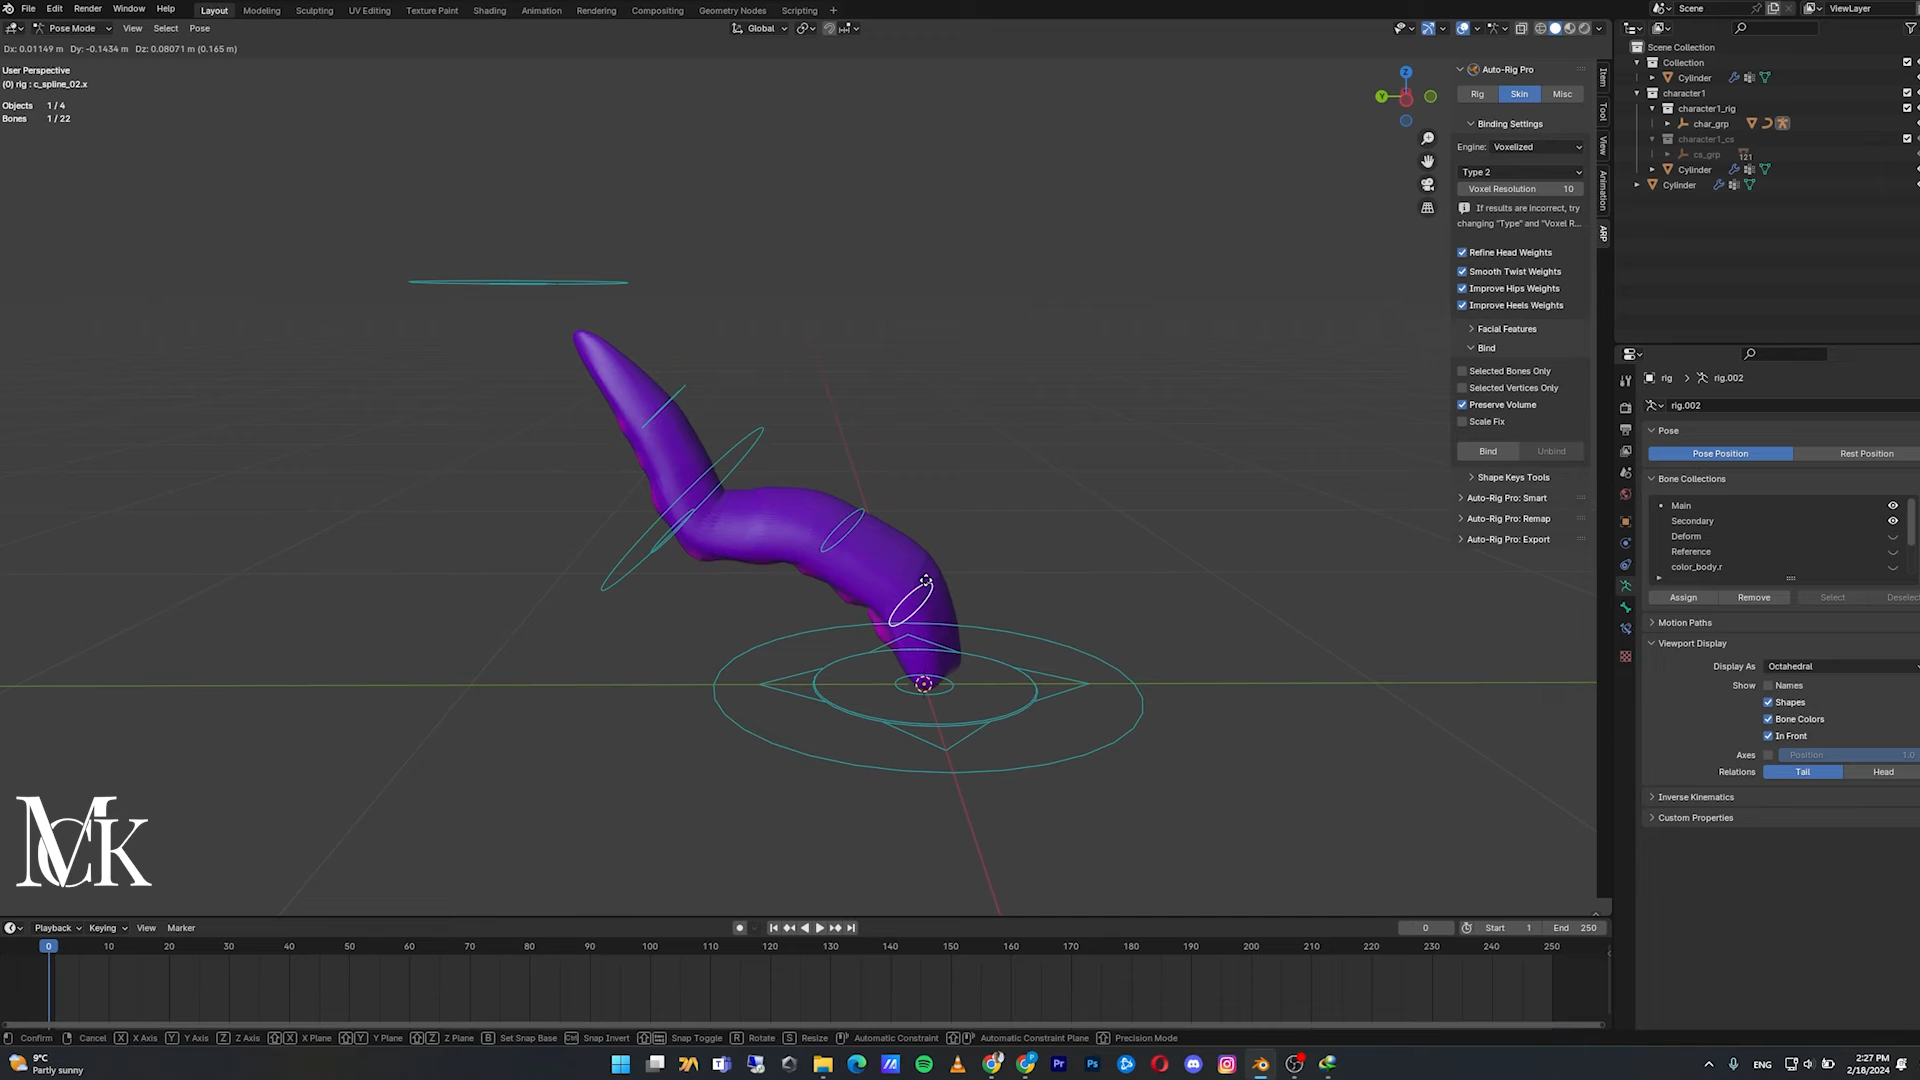 File Edit Render Window Help Layout Modeling Sculpting UV Editing Texture Paint Shading Animation Rendering Compositing Geometry Nodes Scripting + Scene ViewLayer
Pose Mode View Select Pose Global
Dx: 0.01149 m Dy: -0.1434 m Dz: 0.08071 m (0.165 m)
User Perspective
(0) rig : c_spline_02.x
Objects 1 / 4
Bones 1 / 22
Z
Y
Auto-Rig Pro
Rig Skin Misc
Binding Settings
Engine: Voxelized
Type 2
Voxel Resolution 10
If results are incorrect, try
changing "Type" and "Voxel R...
Refine Head Weights
Smooth Twist Weights
Improve Hips Weights
Improve Heels Weights
Facial Features
Bind
Selected Bones Only
Selected Vertices Only
Preserve Volume
Scale Fix
Bind Unbind
Shape Keys Tools
Auto-Rig Pro: Smart
Auto-Rig Pro: Remap
Auto-Rig Pro: Export
Item
Tool
View
Animation
ARP
Scene Collection
Collection
Cylinder
character1
character1_rig
char_grp
character1_cs
cs_grp 121
Cylinder
Cylinder
rig rig.002
rig.002
Pose
Pose Position Rest Position
Bone Collections
Main
Secondary
Deform
Reference
color_body.r
Assign Remove Select Deselect
Motion Paths
Viewport Display
Display As Octahedral
Show Names
Shapes
Bone Colors
In Front
Axes Position 1.0
Relations Tail Head
Inverse Kinematics
Custom Properties
MCK
Playback Keying View Marker 0 Start 1 End 250
0 10 20 30 40 50 60 70 80 90 100 110 120 130 140 150 160 170 180 190 200 210 220 230 240 250
Confirm Cancel X X Axis Y Y Axis Z Z Axis X X Plane Y Y Plane Z Z Plane B Set Snap Base Snap Invert Snap Toggle R Rotate S Resize Automatic Constraint Automatic Constraint Plane Precision Mode
9°C
Partly sunny
Pr Ps
ENG
2:27 PM
2/18/2024